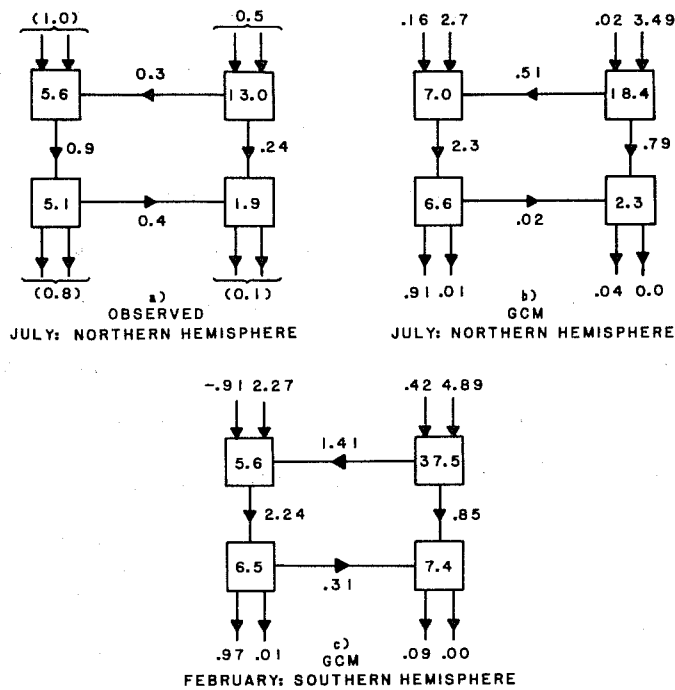 (1.0) 0.5 .16 2.7 .02 3.49
0.3 .51
5.6 13.0 7.0 18.4
0.9 .24 2.3 .79
5.1 1.9 6.6 2.3
0.4 .02
(0.8) (0.1) .91 .01 .04 0.0
a) b)
OBSERVED GCM
JULY: NORTHERN HEMISPHERE JULY: NORTHERN HEMISPHERE
-.91 2.27 .42 4.89
1.41
5.6 37.5
2.24 .85
6.5 7.4
.31
.97 .01 .09 .00
c)
GCM
FEBRUARY: SOUTHERN HEMISPHERE